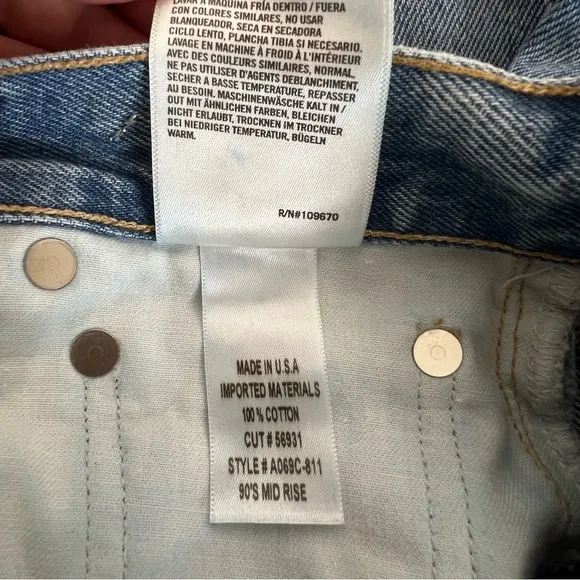 LAVAR A MAQUINA FRIA DENTRO / FUERA
CON COLORES SIMILARES, NO USAR
BLANQUEADOR, SECA EN SECADORA
CICLO LENTO, PLANCHA TIBIA SI NECESARIO.
LAVAGE EN MACHINE À FROID À L'INTÉRIEUR
AVEC DES COULEURS SIMILAIRES, NORMAL,
NE PAS UTILISER D'AGENTS DEBLANCHIMENT,
SECHER A BASSE TEMPERATURE, REPASSER
AU BESOIN. MASCHINENWÄSCHE KALT IN /
OUT MIT ÄHNLICHEN FARBEN, BLEICHEN
NICHT ERLAUBT, TROCKNEN IM TROCKNER
BEI NIEDRIGER TEMPERATUR, BÜGELN
WARM.
R/N#109670
MADE IN U.S.A
IMPORTED MATERIALS
100 % COTTON
CUT # 56931
STYLE # A069C-811
90'S MID RISE